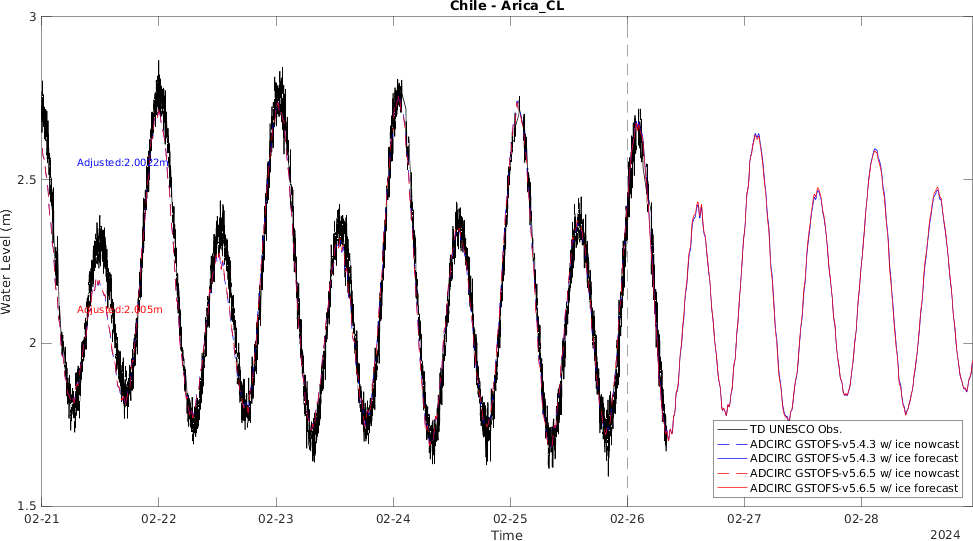 Chile - Arica_CL
3
2.5
2
1.5
Water Level (m)
Adjusted:2.0022m
Adjusted:2.005m
TD UNESCO Obs.
ADCIRC GSTOFS-v5.4.3 w/ ice nowcast
ADCIRC GSTOFS-v5.4.3 w/ ice forecast
ADCIRC GSTOFS-v5.6.5 w/ ice nowcast
ADCIRC GSTOFS-v5.6.5 w/ ice forecast
02-21 02-22 02-23 02-24 02-25 02-26 02-27 02-28
Time
2024